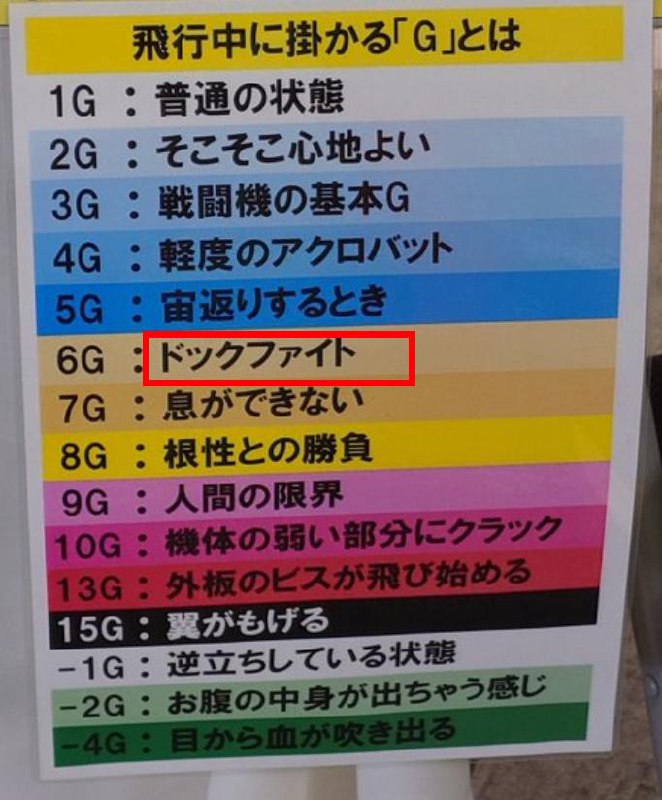 飛行中に掛かる「G」とは
1G：普通の状態
2G：そこそこ心地よい
3G：戦闘機の基本G
4G：軽度のアクロバット
5G：宙返りするとき
6G：ドックファイト
7G：息ができない
8G：根性との勝負
9G：人間の限界
10G：機体の弱い部分にクラック
13G：外板のビスが飛び始める
15G：翼がもげる
-1G：逆立ちしている状態
-2G：お腹の中身が出ちゃう感じ
-4G：目から血が吹き出る